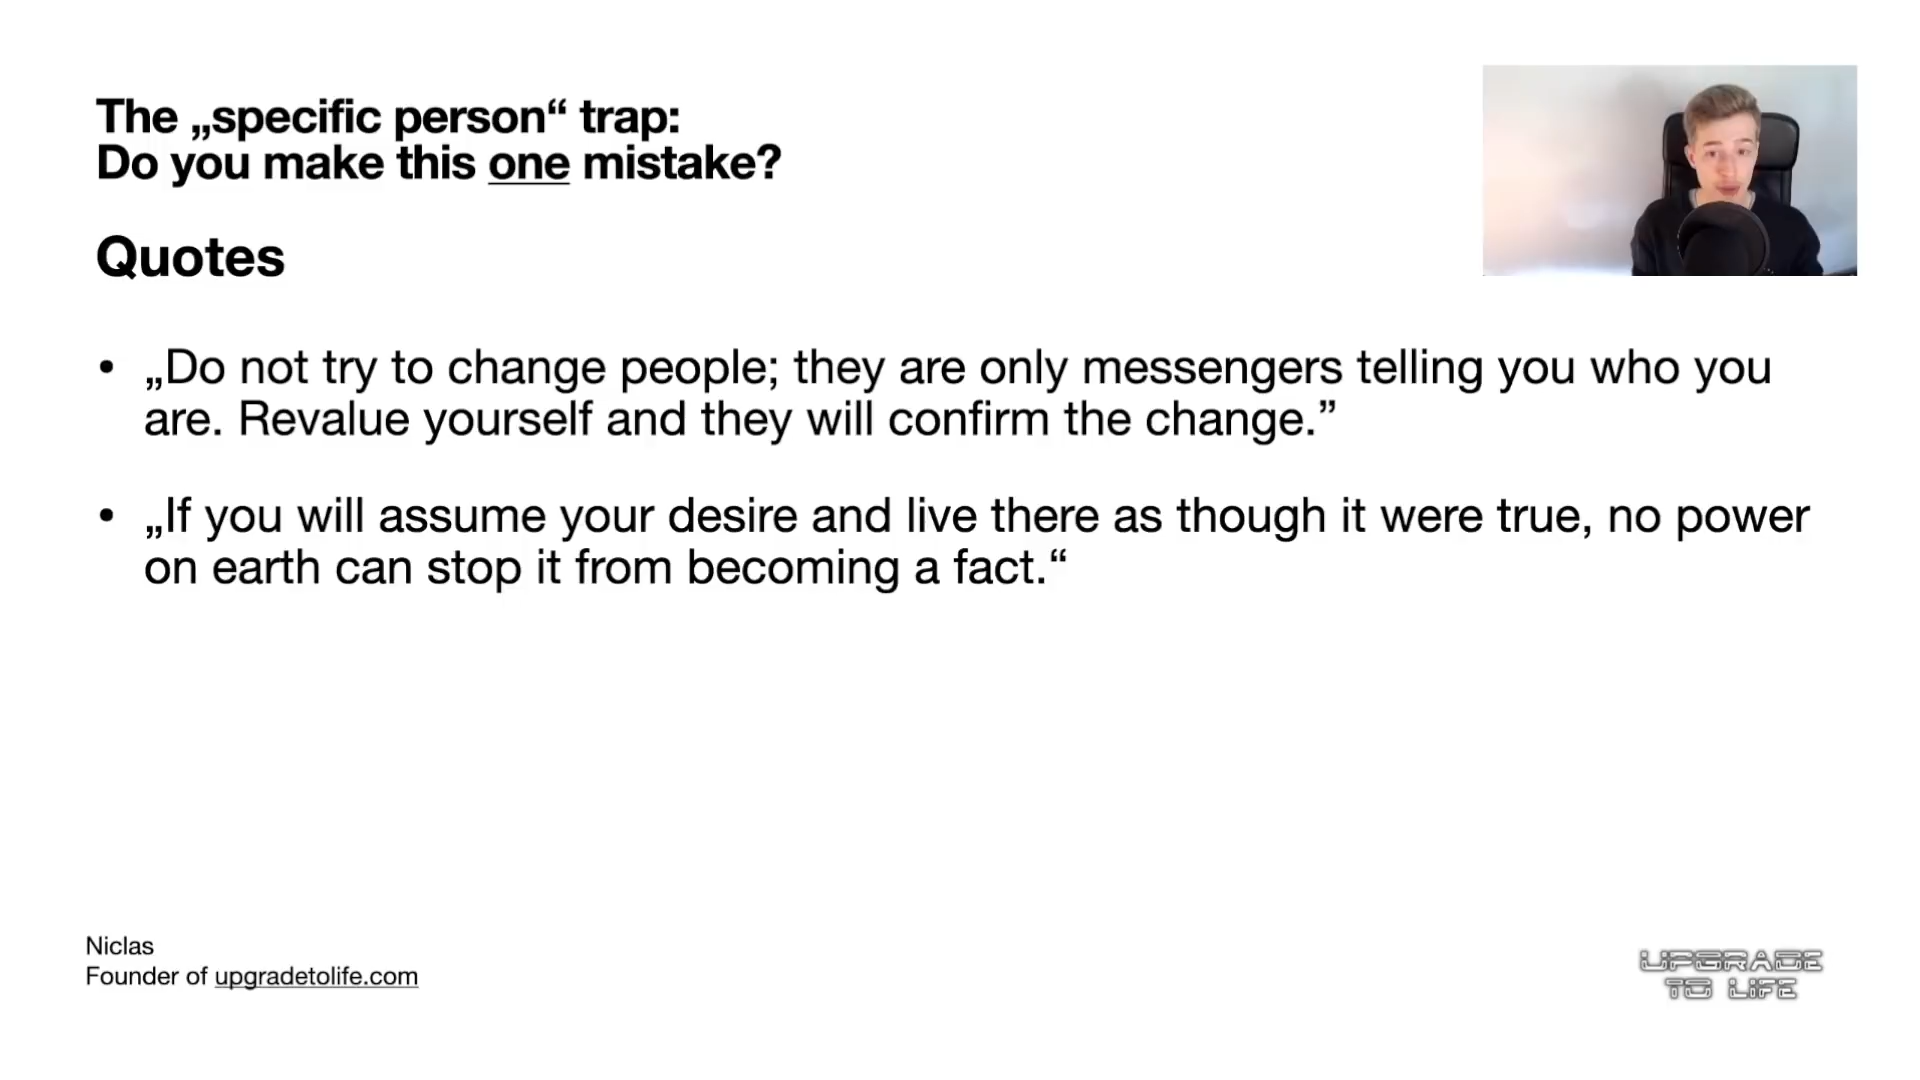 The „specific person“ trap:
Do you make this one mistake?
Quotes
• „Do not try to change people; they are only messengers telling you who you
are. Revalue yourself and they will confirm the change.”
• „If you will assume your desire and live there as though it were true, no power
on earth can stop it from becoming a fact.“
Niclas
Founder of upgradetolife.com
UPGRADE
TO LIFE